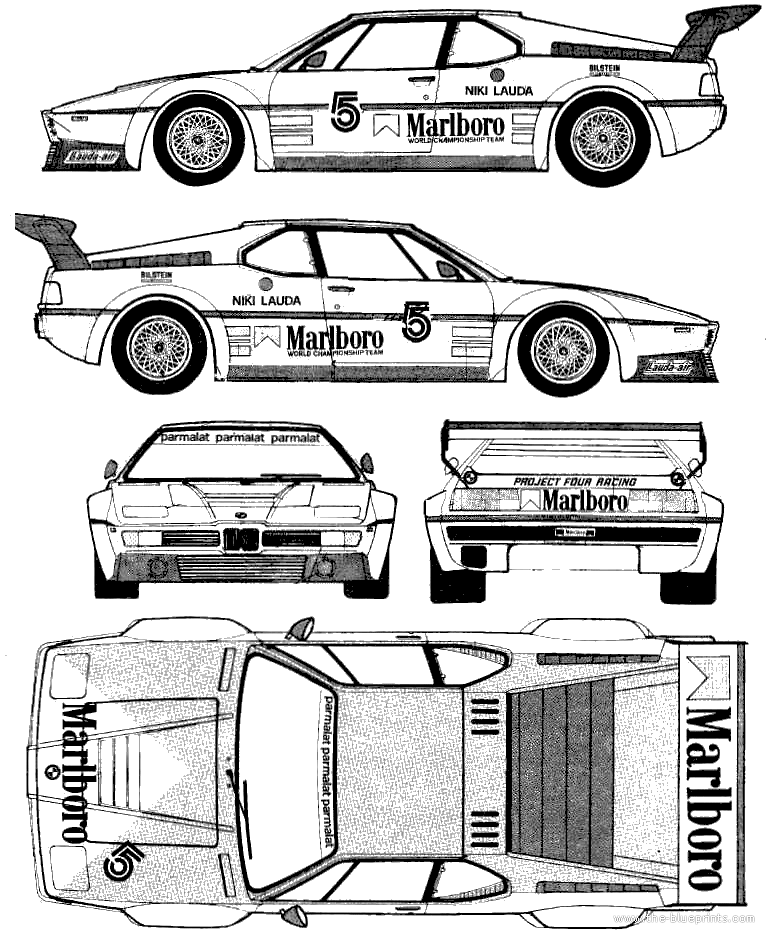 BILSTEIN
NIKI LAUDA
5
Marlboro
WORLD CHAMPIONSHIP TEAM
Lauda-air
BILSTEIN
NIKI LAUDA
5
Marlboro
WORLD CHAMPIONSHIP TEAM
Lauda-air
parmalat parmalat parmalat
PROJECT FOUR RACING
Marlboro
Marlboro
5
parmalat parmalat parmalat
Marlboro
www.the-blueprints.com